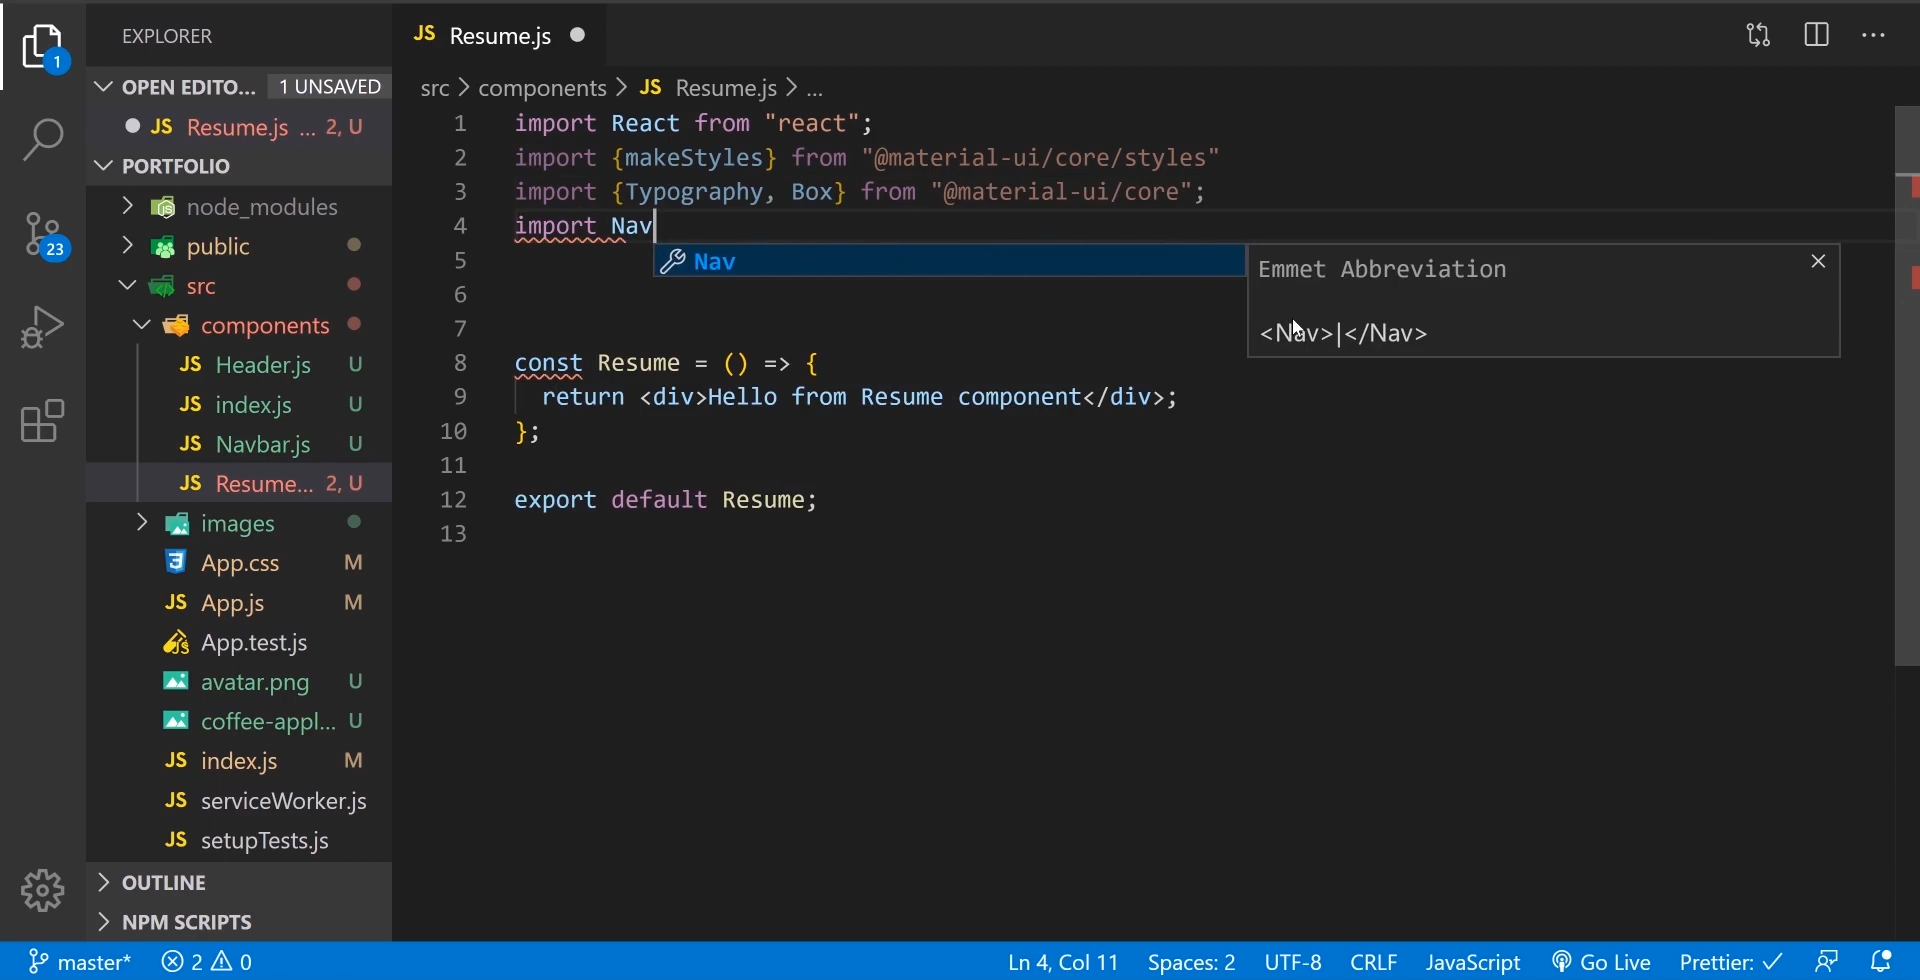 EXPLORER
JS Resume.js
1
OPEN EDITO... 1 UNSAVED
src > components > JS Resume.js > ...
JS Resume.js ... 2, U
PORTFOLIO
node_modules
public
src
components
JS Header.js U
JS index.js U
JS Navbar.js U
JS Resume... 2, U
images
App.css M
JS App.js M
App.test.js
avatar.png U
coffee-appl... U
JS index.js M
JS serviceWorker.js
JS setupTests.js
OUTLINE
NPM SCRIPTS
23
1 import React from "react";
2 import {makeStyles} from "@material-ui/core/styles"
3 import {Typography, Box} from "@material-ui/core";
4 import Nav
5
6
7
8 const Resume = () => {
9 return <div>Hello from Resume component</div>;
10 };
11
12 export default Resume;
13
Nav
Emmet Abbreviation
<Nav>|</Nav>
master* 2 0 Ln 4, Col 11 Spaces: 2 UTF-8 CRLF JavaScript Go Live Prettier: ✓